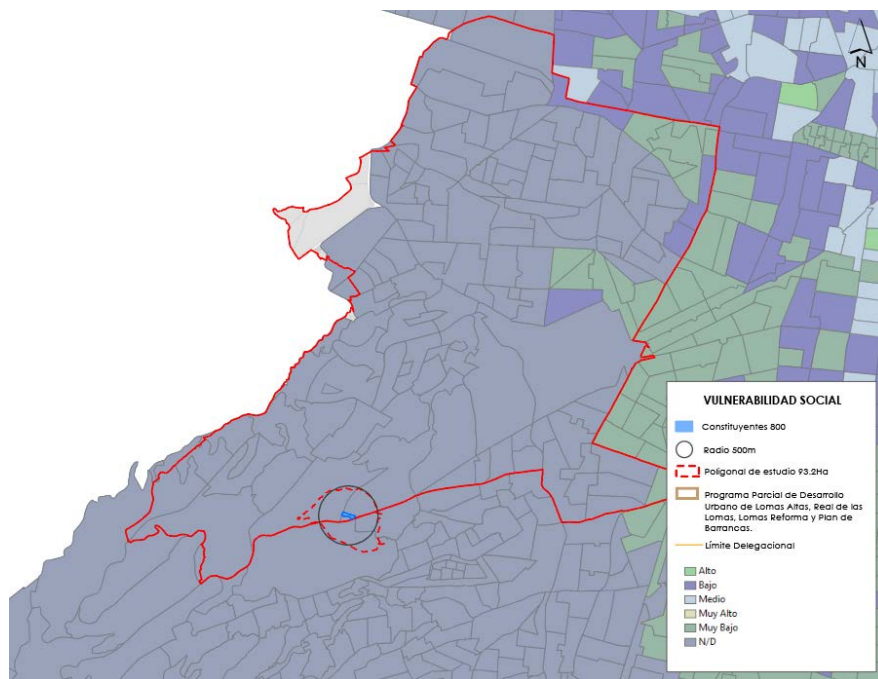 N
VULNERABILIDAD SOCIAL
Constituyentes 800
Radio 500m
Poligonal de estudio 93.2Ha
Programa Parcial de Desarrollo
Urbano de Lomas Altas, Real de las
Lomas, Lomas Reforma y Plan de
Barrancas.
Límite Delegacional
Alto
Bajo
Medio
Muy Alto
Muy Bajo
N/D